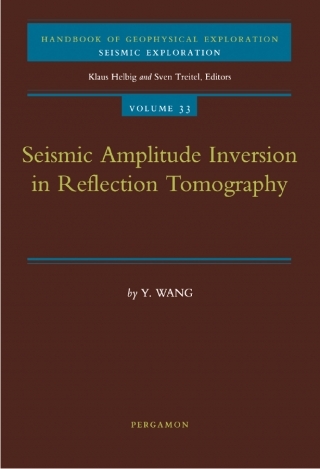 HANDBOOK OF GEOPHYSICAL EXPLORATION
SEISMIC EXPLORATION
Klaus Helbig and Sven Treitel, Editors
VOLUME 33
Seismic Amplitude Inversion
in Reflection Tomography
by Y. WANG
PERGAMON